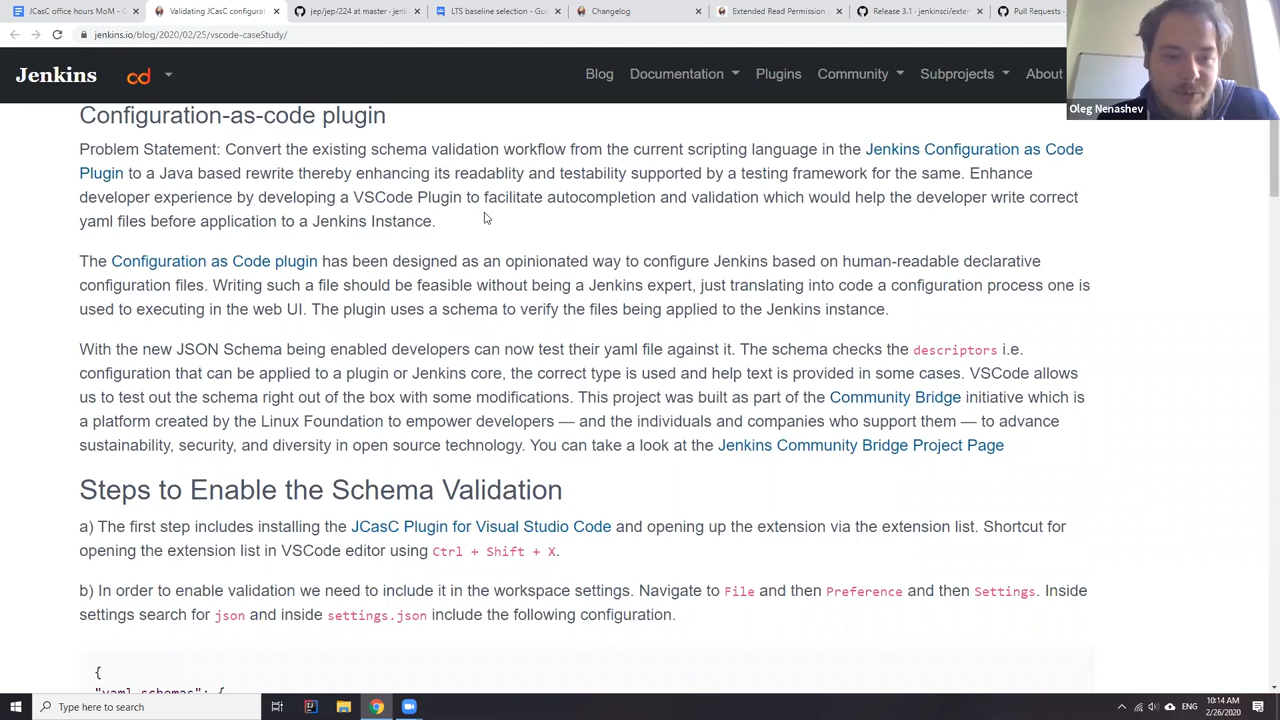 JCasC office hours MoM - G
Validating JCasC configurat
jep/jep/224 at master · jenk
LTS baseline selection - Goo
Changelog
Extended Read Permission
Release 3.1 · jenkinsci/exter
Pull Requests
jenkins.io/blog/2020/02/25/vscode-caseStudy/
Jenkins
cd
Blog
Documentation
Plugins
Community
Subprojects
About
Oleg Nenashev
Configuration-as-code plugin
Problem Statement: Convert the existing schema validation workflow from the current scripting language in the Jenkins Configuration as Code
Plugin to a Java based rewrite thereby enhancing its readablity and testability supported by a testing framework for the same. Enhance
developer experience by developing a VSCode Plugin to facilitate autocompletion and validation which would help the developer write correct
yaml files before application to a Jenkins Instance.
The Configuration as Code plugin has been designed as an opinionated way to configure Jenkins based on human-readable declarative
configuration files. Writing such a file should be feasible without being a Jenkins expert, just translating into code a configuration process one is
used to executing in the web UI. The plugin uses a schema to verify the files being applied to the Jenkins instance.
With the new JSON Schema being enabled developers can now test their yaml file against it. The schema checks the descriptors i.e.
configuration that can be applied to a plugin or Jenkins core, the correct type is used and help text is provided in some cases. VSCode allows
us to test out the schema right out of the box with some modifications. This project was built as part of the Community Bridge initiative which is
a platform created by the Linux Foundation to empower developers — and the individuals and companies who support them — to advance
sustainability, security, and diversity in open source technology. You can take a look at the Jenkins Community Bridge Project Page
Steps to Enable the Schema Validation
a) The first step includes installing the JCasC Plugin for Visual Studio Code and opening up the extension via the extension list. Shortcut for
opening the extension list in VSCode editor using Ctrl + Shift + X.
b) In order to enable validation we need to include it in the workspace settings. Navigate to File and then Preference and then Settings. Inside
settings search for json and inside settings.json include the following configuration.
{
"yaml.schemas": {
Type here to search
ENG
10:14 AM
2/26/2020